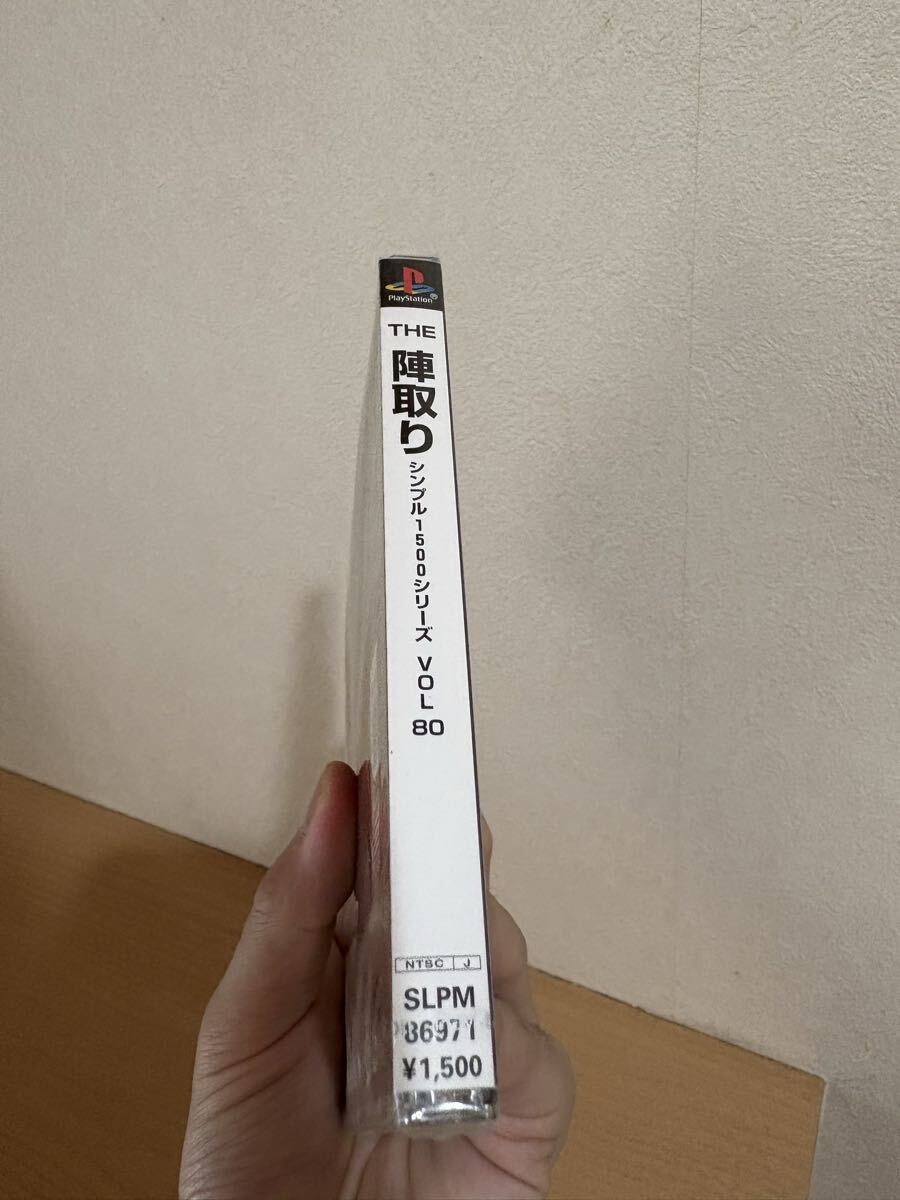 PlayStation®
THE
陣取り
シンプル1500シリーズ VOL 80
NTSC J
SLPM
86971
¥1,500